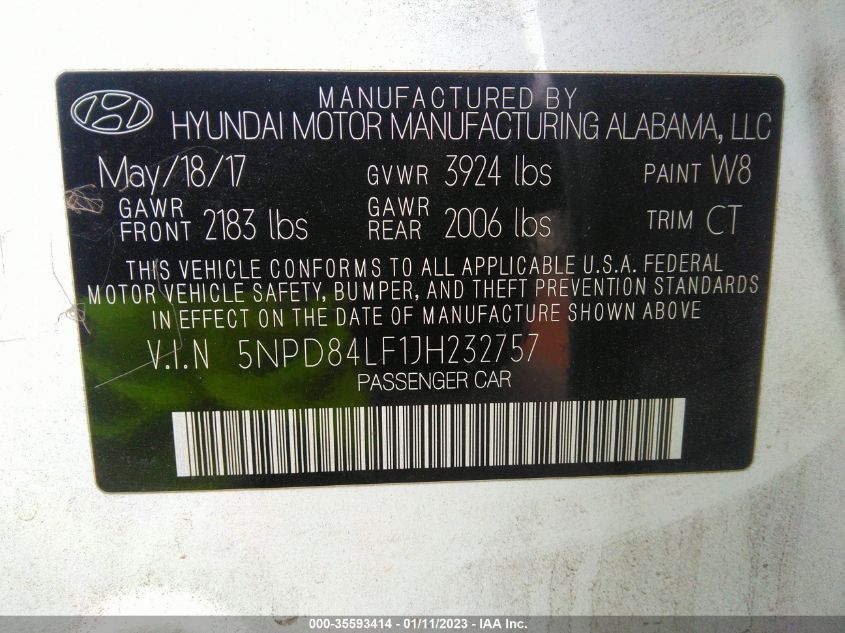 MANUFACTURED BY
HYUNDAI MOTOR MANUFACTURING ALABAMA, LLC
May/18/17 GVWR 3924 lbs PAINT W8
GAWR FRONT 2183 lbs GAWR REAR 2006 lbs TRIM CT
THIS VEHICLE CONFORMS TO ALL APPLICABLE U.S.A. FEDERAL
MOTOR VEHICLE SAFETY, BUMPER, AND THEFT PREVENTION STANDARDS
IN EFFECT ON THE DATE OF MANUFACTURE SHOWN ABOVE
V.I.N 5NPD84LF1JH232757
PASSENGER CAR
000-35593414 - 01/11/2023 - IAA Inc.